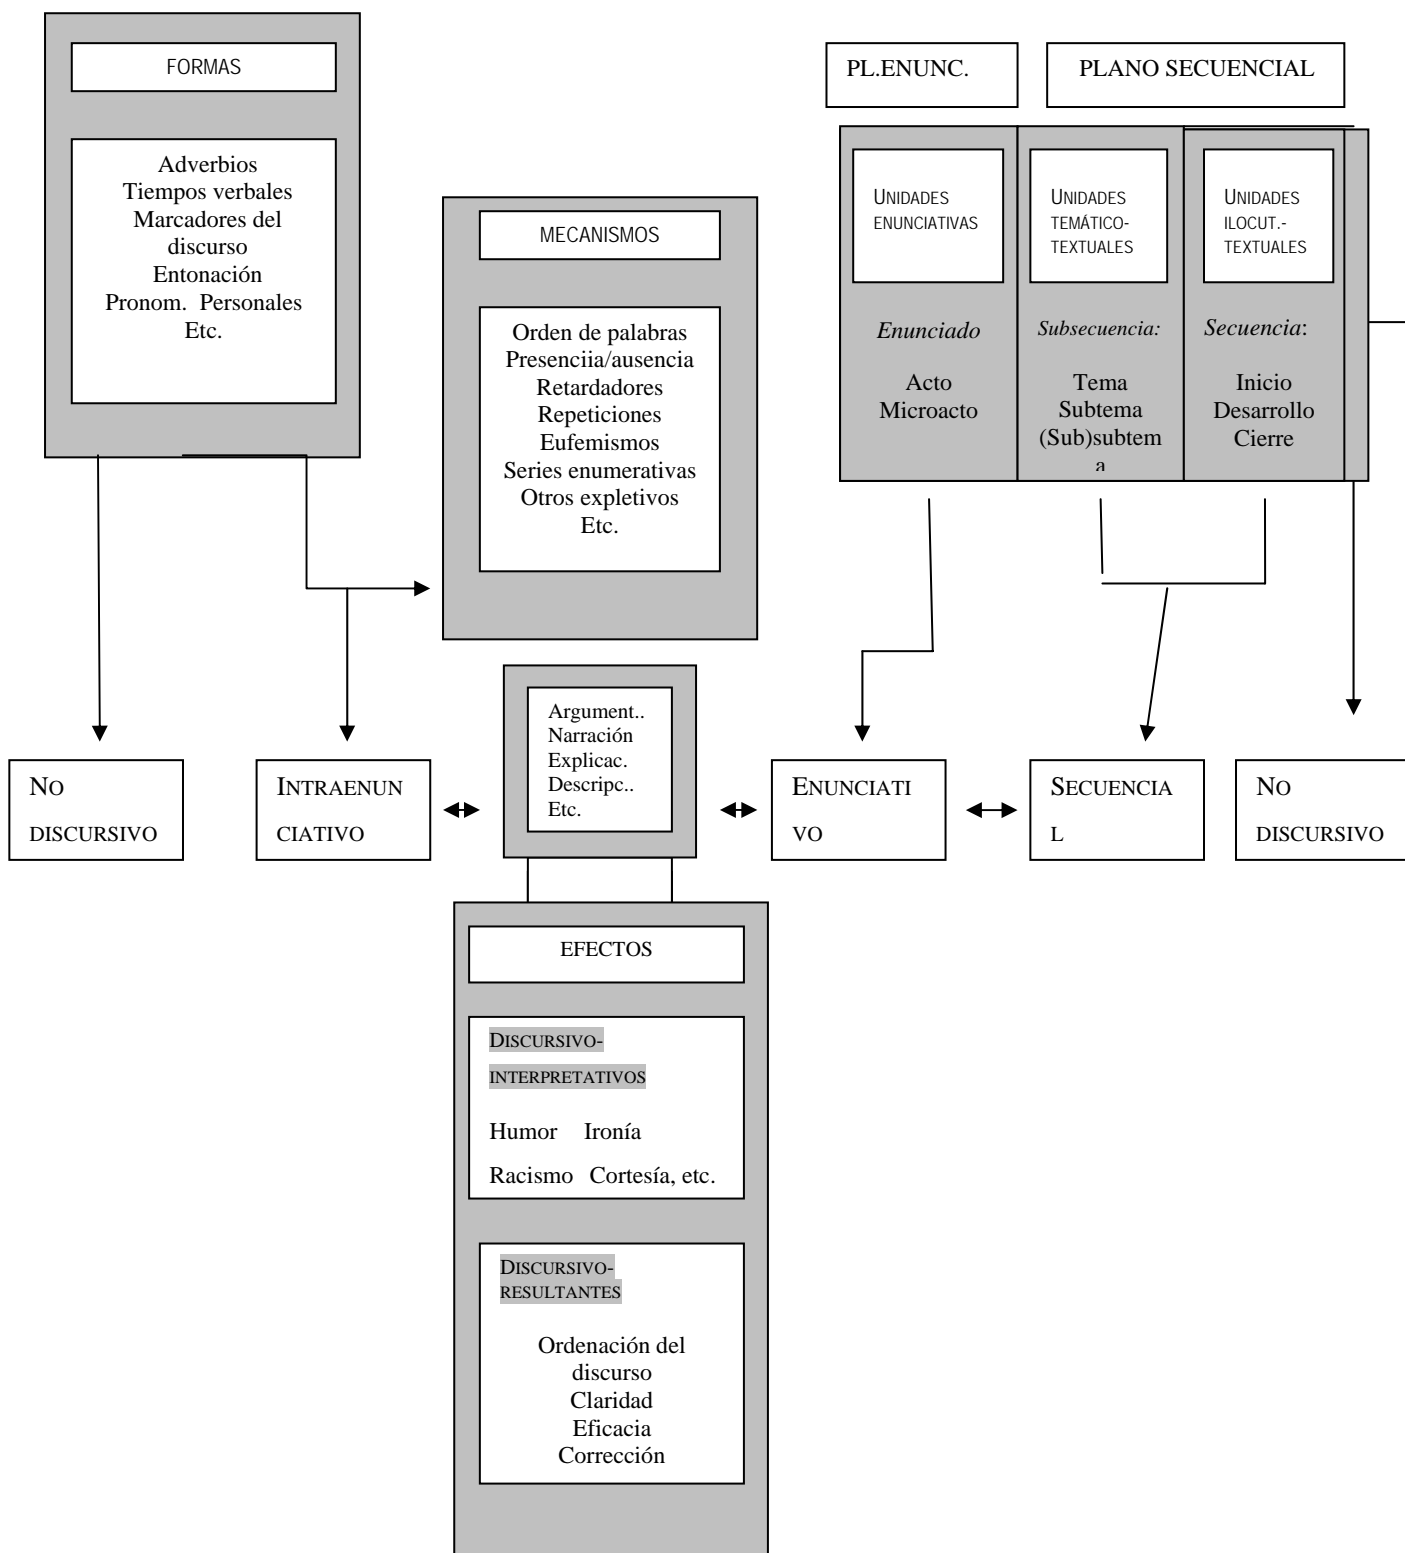 FORMAS
Adverbios
Tiempos verbales
Marcadores del
discurso
Entonación
Pronom. Personales
Etc.
MECANISMOS
Orden de palabras
Presenciia/ausencia
Retardadores
Repeticiones
Eufemismos
Series enumerativas
Otros expletivos
Etc.
PL.ENUNC.
PLANO SECUENCIAL
UNIDADES
ENUNCIATIVAS
Enunciado
Acto
Microacto
UNIDADES
TEMÁTICO-
TEXTUALES
Subsecuencia:
Tema
Subtema
(Sub)subtem
a
UNIDADES
ILOCUT.-
TEXTUALES
Secuencia:
Inicio
Desarrollo
Cierre
NO
DISCURSIVO
INTRAENUN
CIATIVO
Argument..
Narración
Explicac.
Descripc..
Etc.
ENUNCIATI
VO
SECUENCIA
L
NO
DISCURSIVO
EFECTOS
DISCURSIVO-
INTERPRETATIVOS
Humor Ironía
Racismo Cortesía, etc.
DISCURSIVO-
RESULTANTES
Ordenación del
discurso
Claridad
Eficacia
Corrección